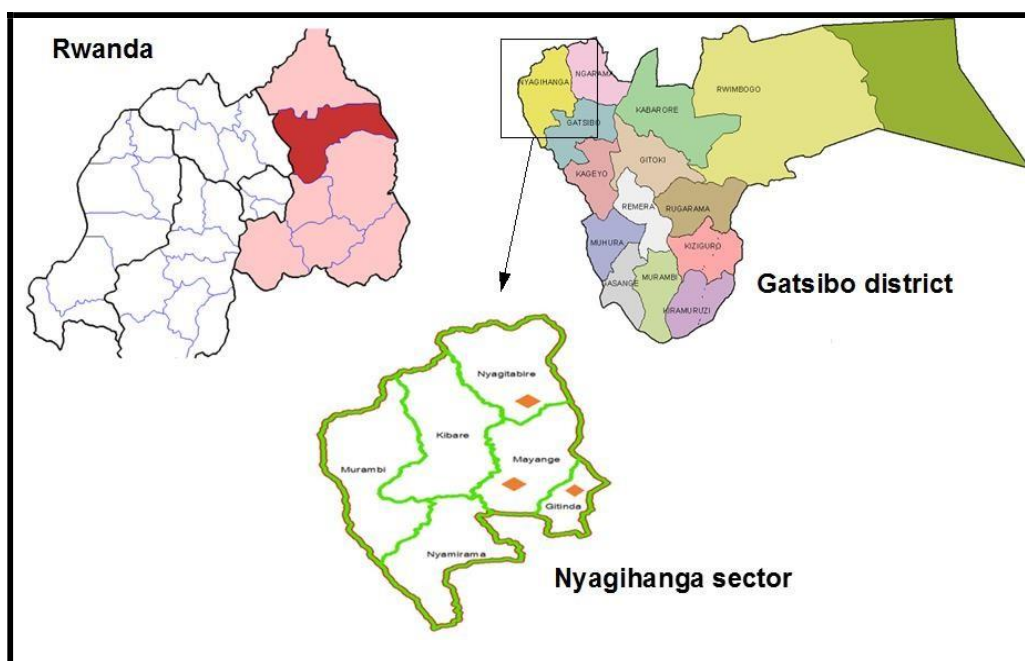 Rwanda
NYAGIHANGA
NGARAMA
RWIMBOGO
KABARORE
GATSIBO
GITOKI
KAGEYO
REMERA
RUGARAMA
MUHURA
KIZIGURO
GASANGE
MURAMBI
KIRAMURUZI
Gatsibo district
Nyagitabire
Kibare
Mayange
Murambi
Gitinda
Nyamirama
Nyagihanga sector